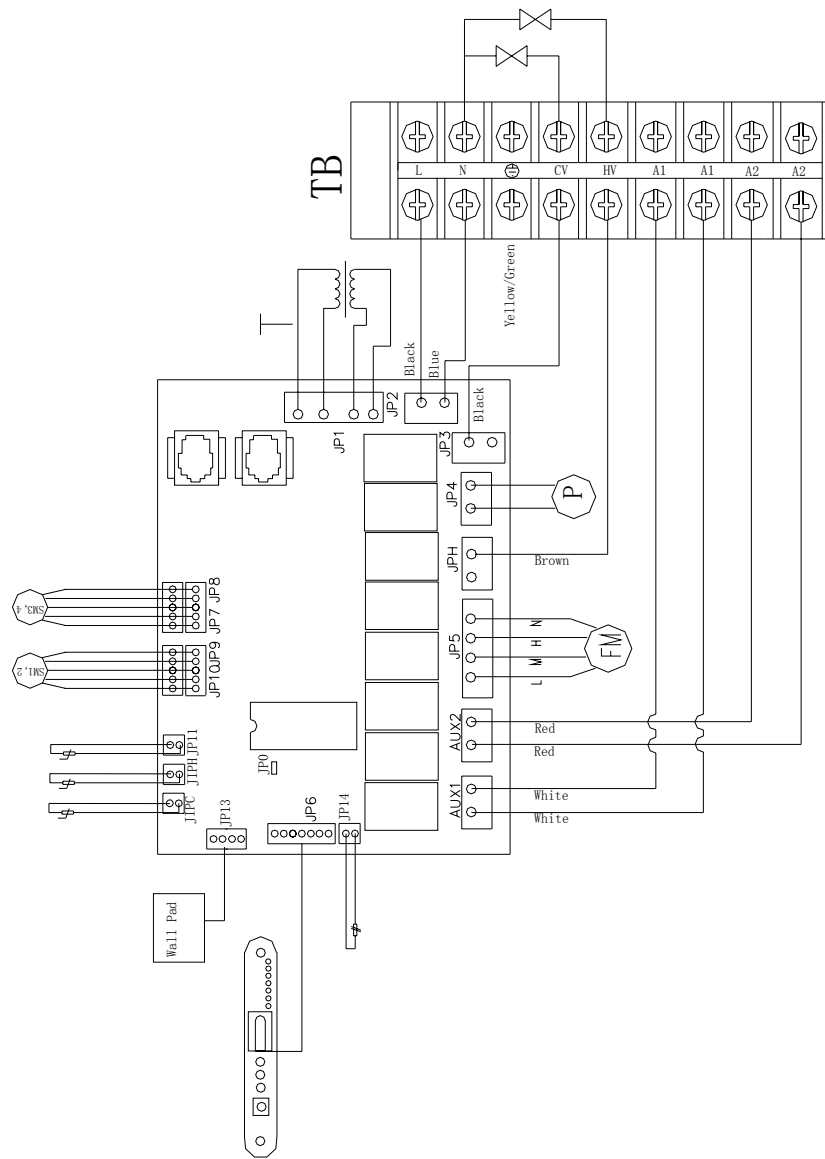 TB
L N CV HV A1 A1 A2 A2
Yellow/Green
Black
Blue
Black
JP2
JP1
JP3
JP4
P
JPH
Brown
JP5
L M H N
FM
AUX2
Red
Red
AUX1
White
White
SM3,4
JP8
JP7
SM1,2
JP9
JP10
JP11
JIPH
JIPC
JP0
JP13
JP6
JP14
Wall Pad